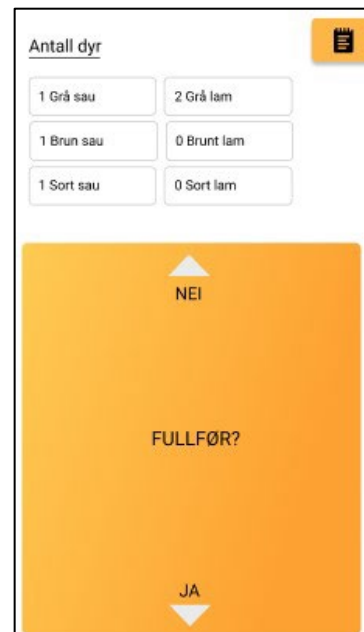 Antall dyr
1 Grå sau 2 Grå lam
1 Brun sau 0 Brunt lam
1 Sort sau 0 Sort lam
NEI
FULLFØR?
JA